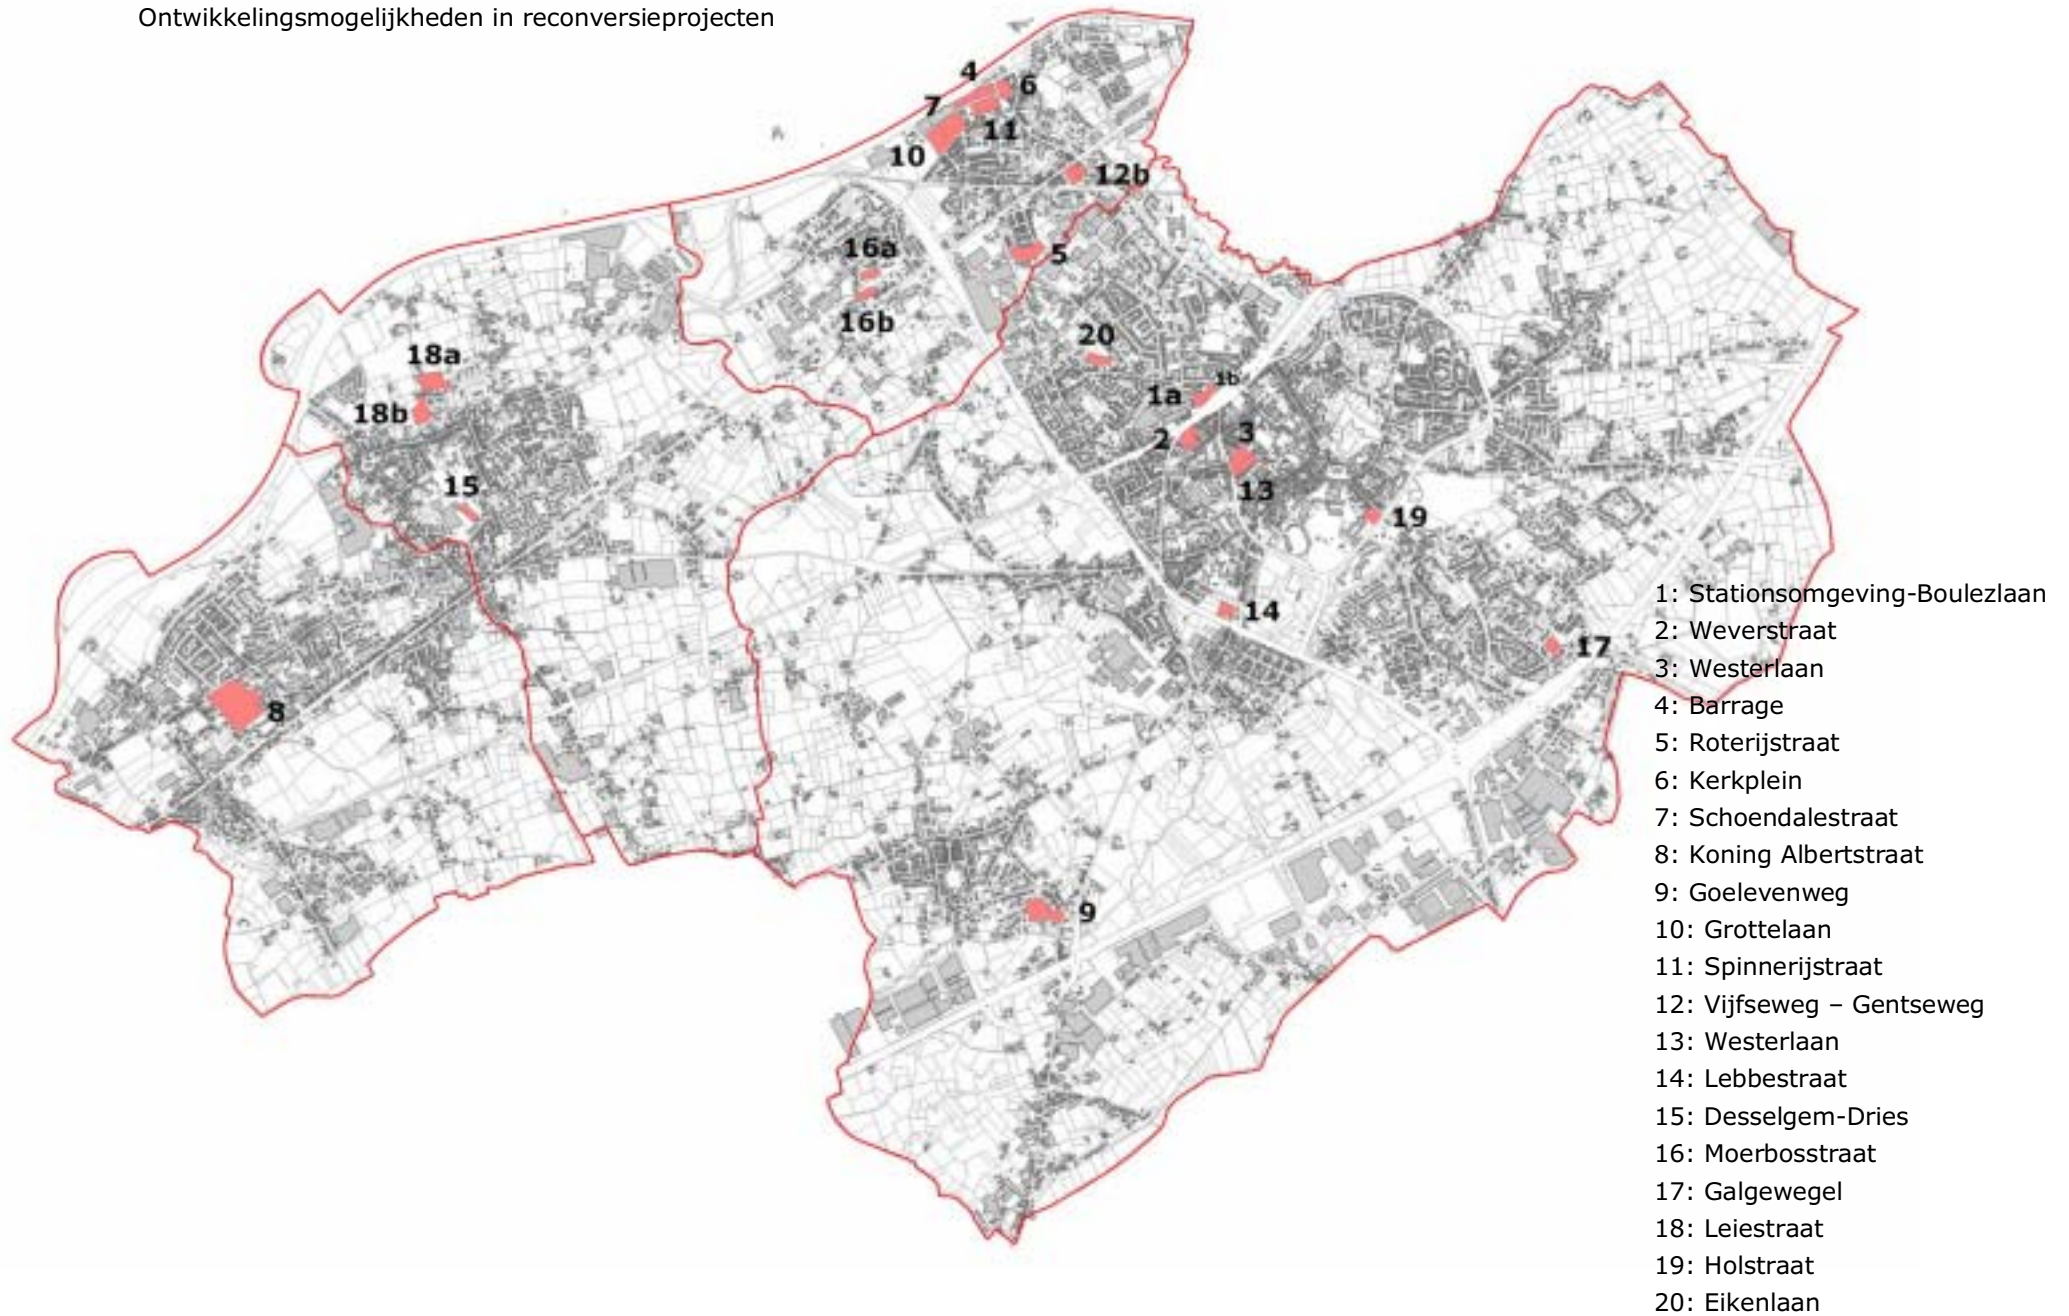 Ontwikkelingsmogelijkheden in reconversieprojecten
4
6
7
11
10
12b
16a
5
16b
20
18a
1b
1a
18b
2
3
15
13
19
14
17
8
9
1: Stationsomgeving-Boulezlaan
2: Weverstraat
3: Westerlaan
4: Barrage
5: Roterijstraat
6: Kerkplein
7: Schoendalestraat
8: Koning Albertstraat
9: Goelevenweg
10: Grottelaan
11: Spinnerijstraat
12: Vijfseweg – Gentseweg
13: Westerlaan
14: Lebbestraat
15: Desselgem-Dries
16: Moerbosstraat
17: Galgewegel
18: Leiestraat
19: Holstraat
20: Eikenlaan